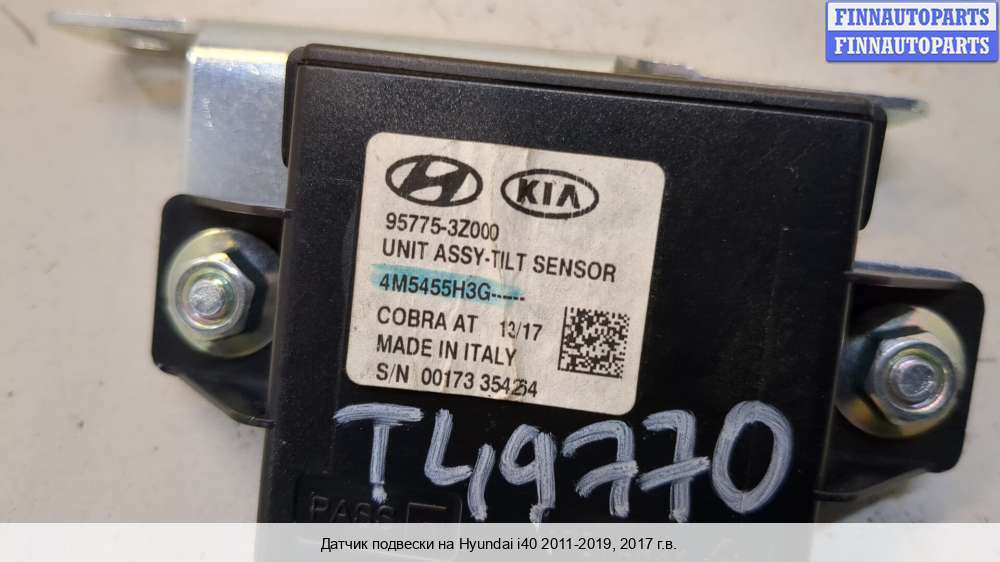 FINNAUTOPARTS
FINNAUTOPARTS
KIA
95775-3Z000
UNIT ASSY-TILT SENSOR
4M5455H3G-----
COBRA AT 13/17
MADE IN ITALY
S/N 00173 354264
T49770
PASS
Датчик подвески на Hyundai i40 2011-2019, 2017 г.в.